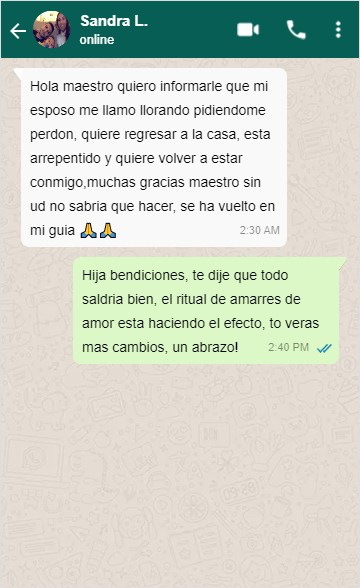 Sandra L.
online
Hola maestro quiero informarle que mi
esposo me llamo llorando pidiendome
perdon, quiere regresar a la casa, esta
arrepentido y quiere volver a estar
conmigo,muchas gracias maestro sin
ud no sabria que hacer, se ha vuelto en
mi guia 🙏🙏 2:30 AM
Hija bendiciones, te dije que todo
saldria bien, el ritual de amarres de
amor esta haciendo el efecto, to veras
mas cambios, un abrazo! 2:40 PM